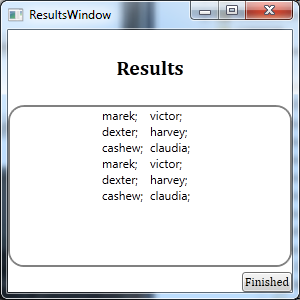 ResultsWindow
Results
marek; victor;
dexter; harvey;
cashew; claudia;
marek; victor;
dexter; harvey;
cashew; claudia;
Finished